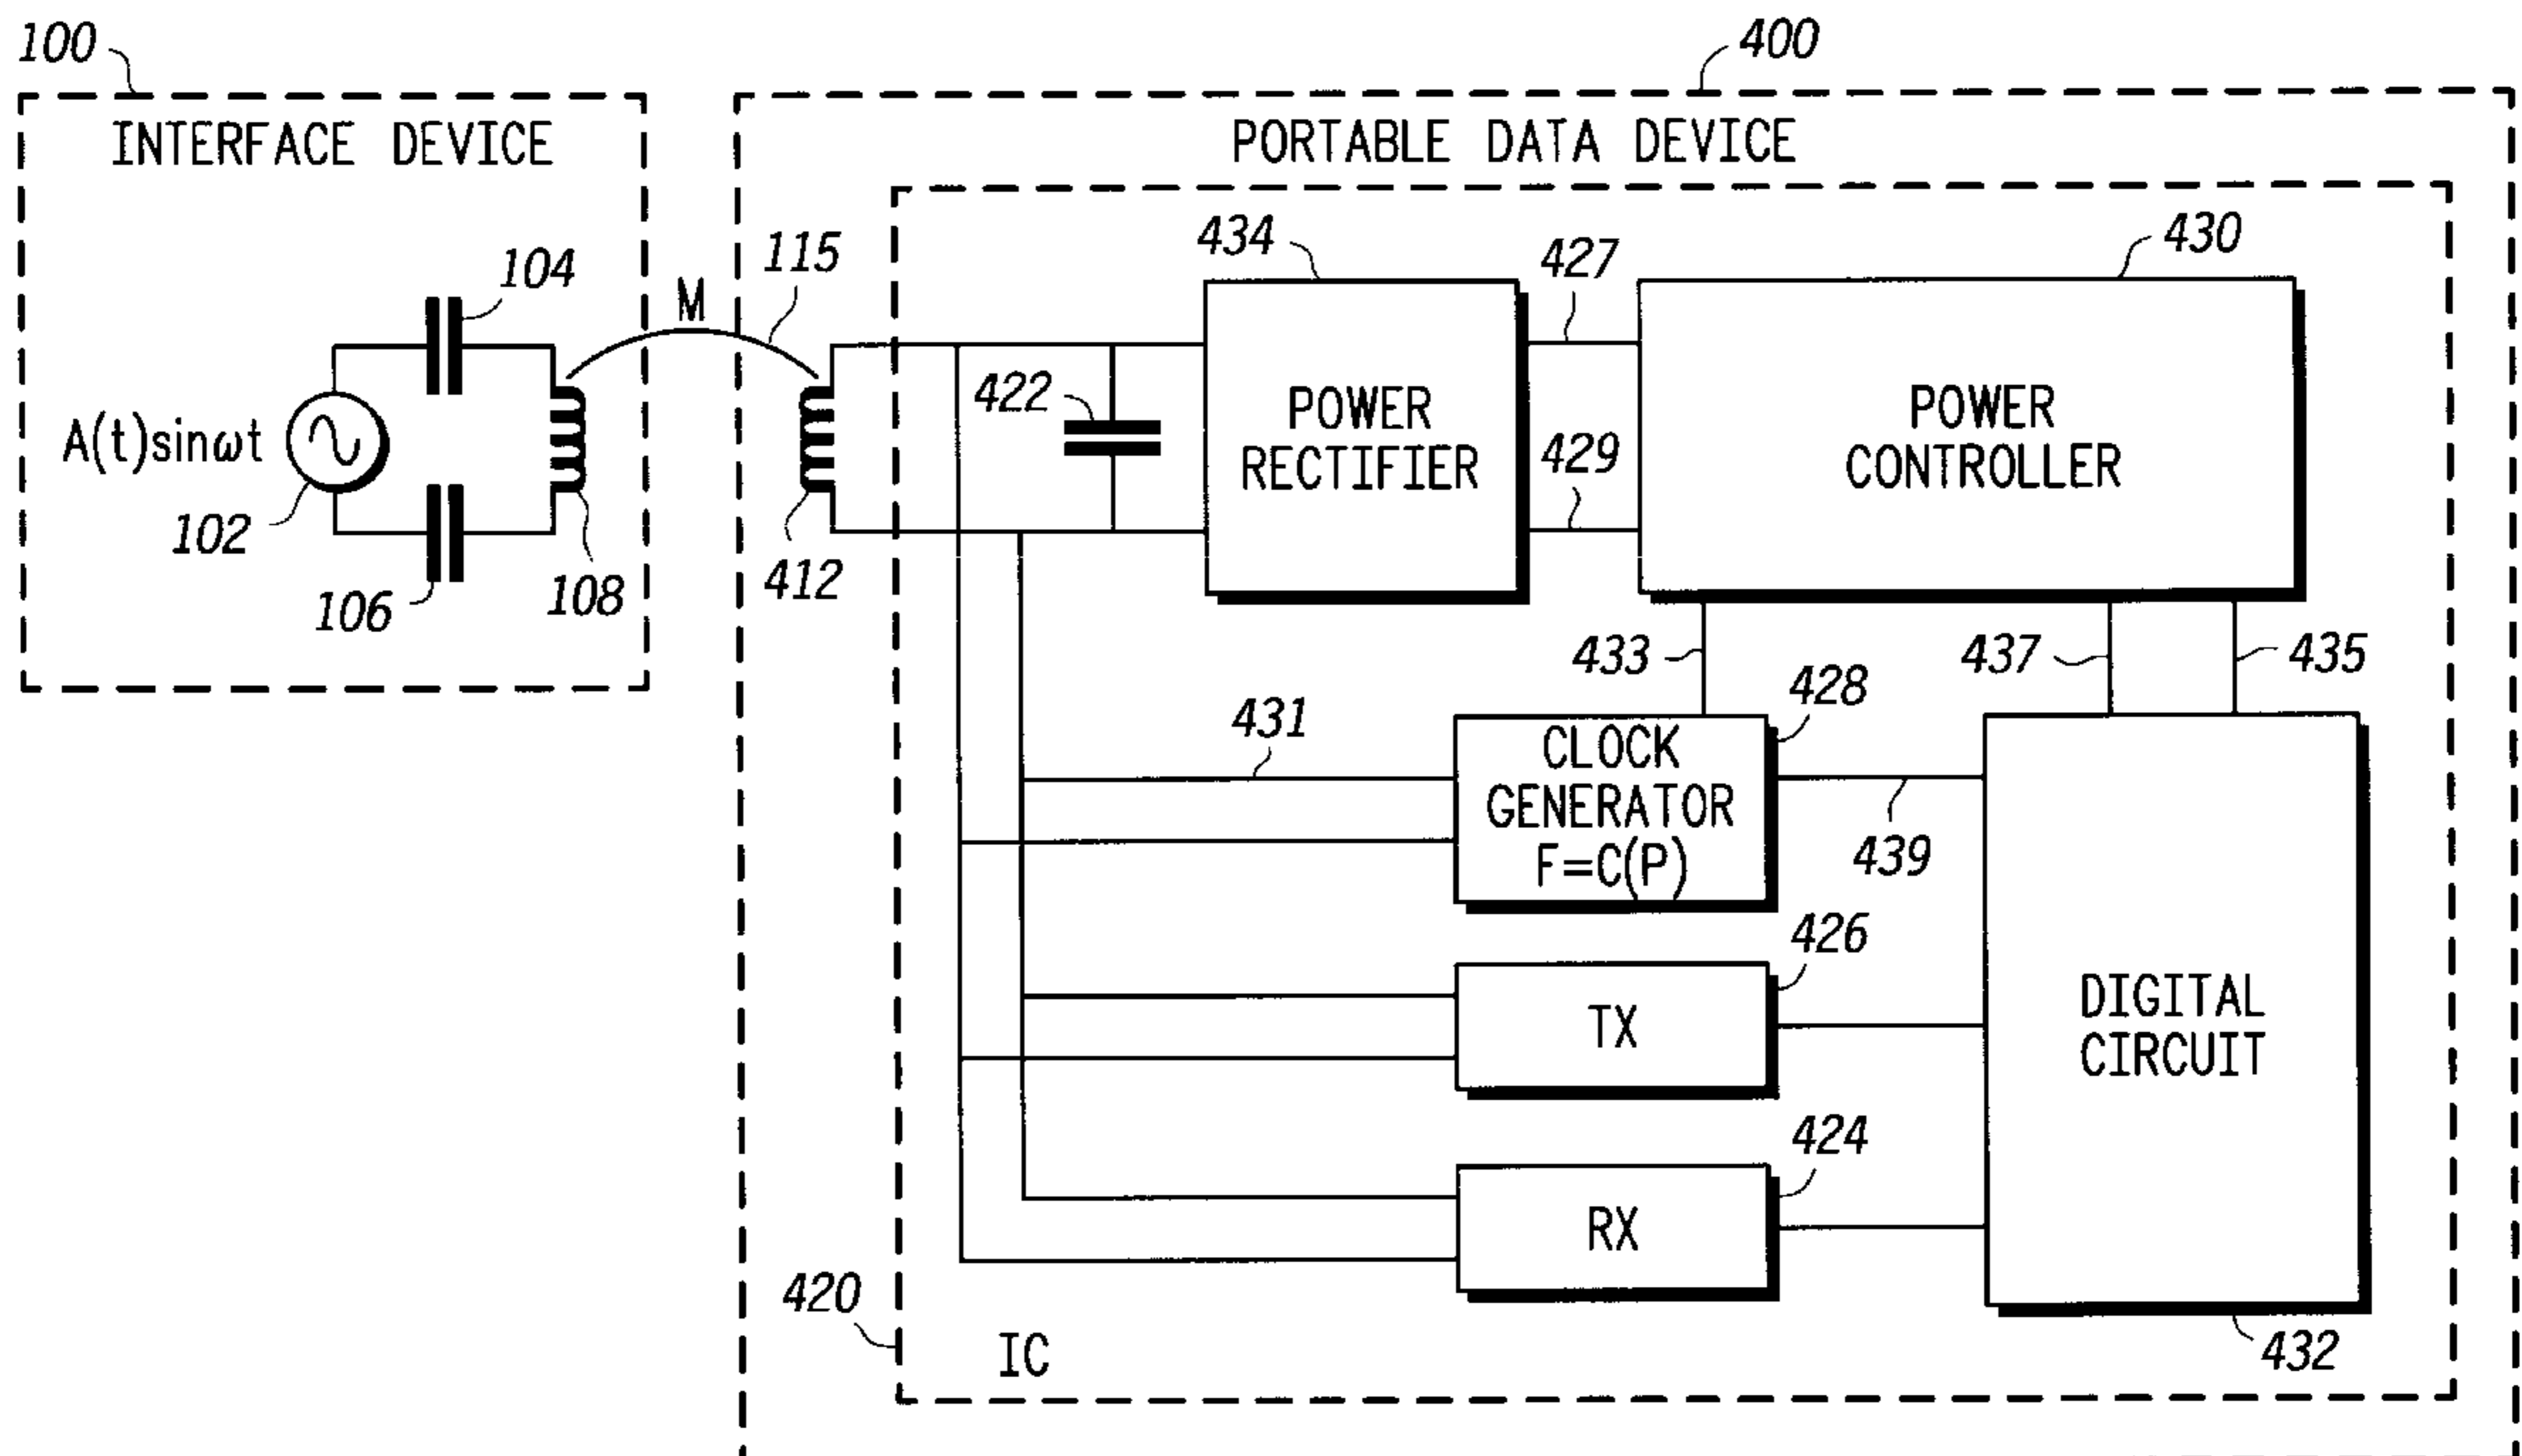 100
400
INTERFACE DEVICE
PORTABLE DATA DEVICE
434
427
430
115
104
M
422
POWER
RECTIFIER
429
POWER
CONTROLLER
A(t)sinωt
102
106
108
412
433
437
435
428
431
CLOCK
GENERATOR
F=C(P)
439
426
TX
DIGITAL
CIRCUIT
424
RX
420
IC
432